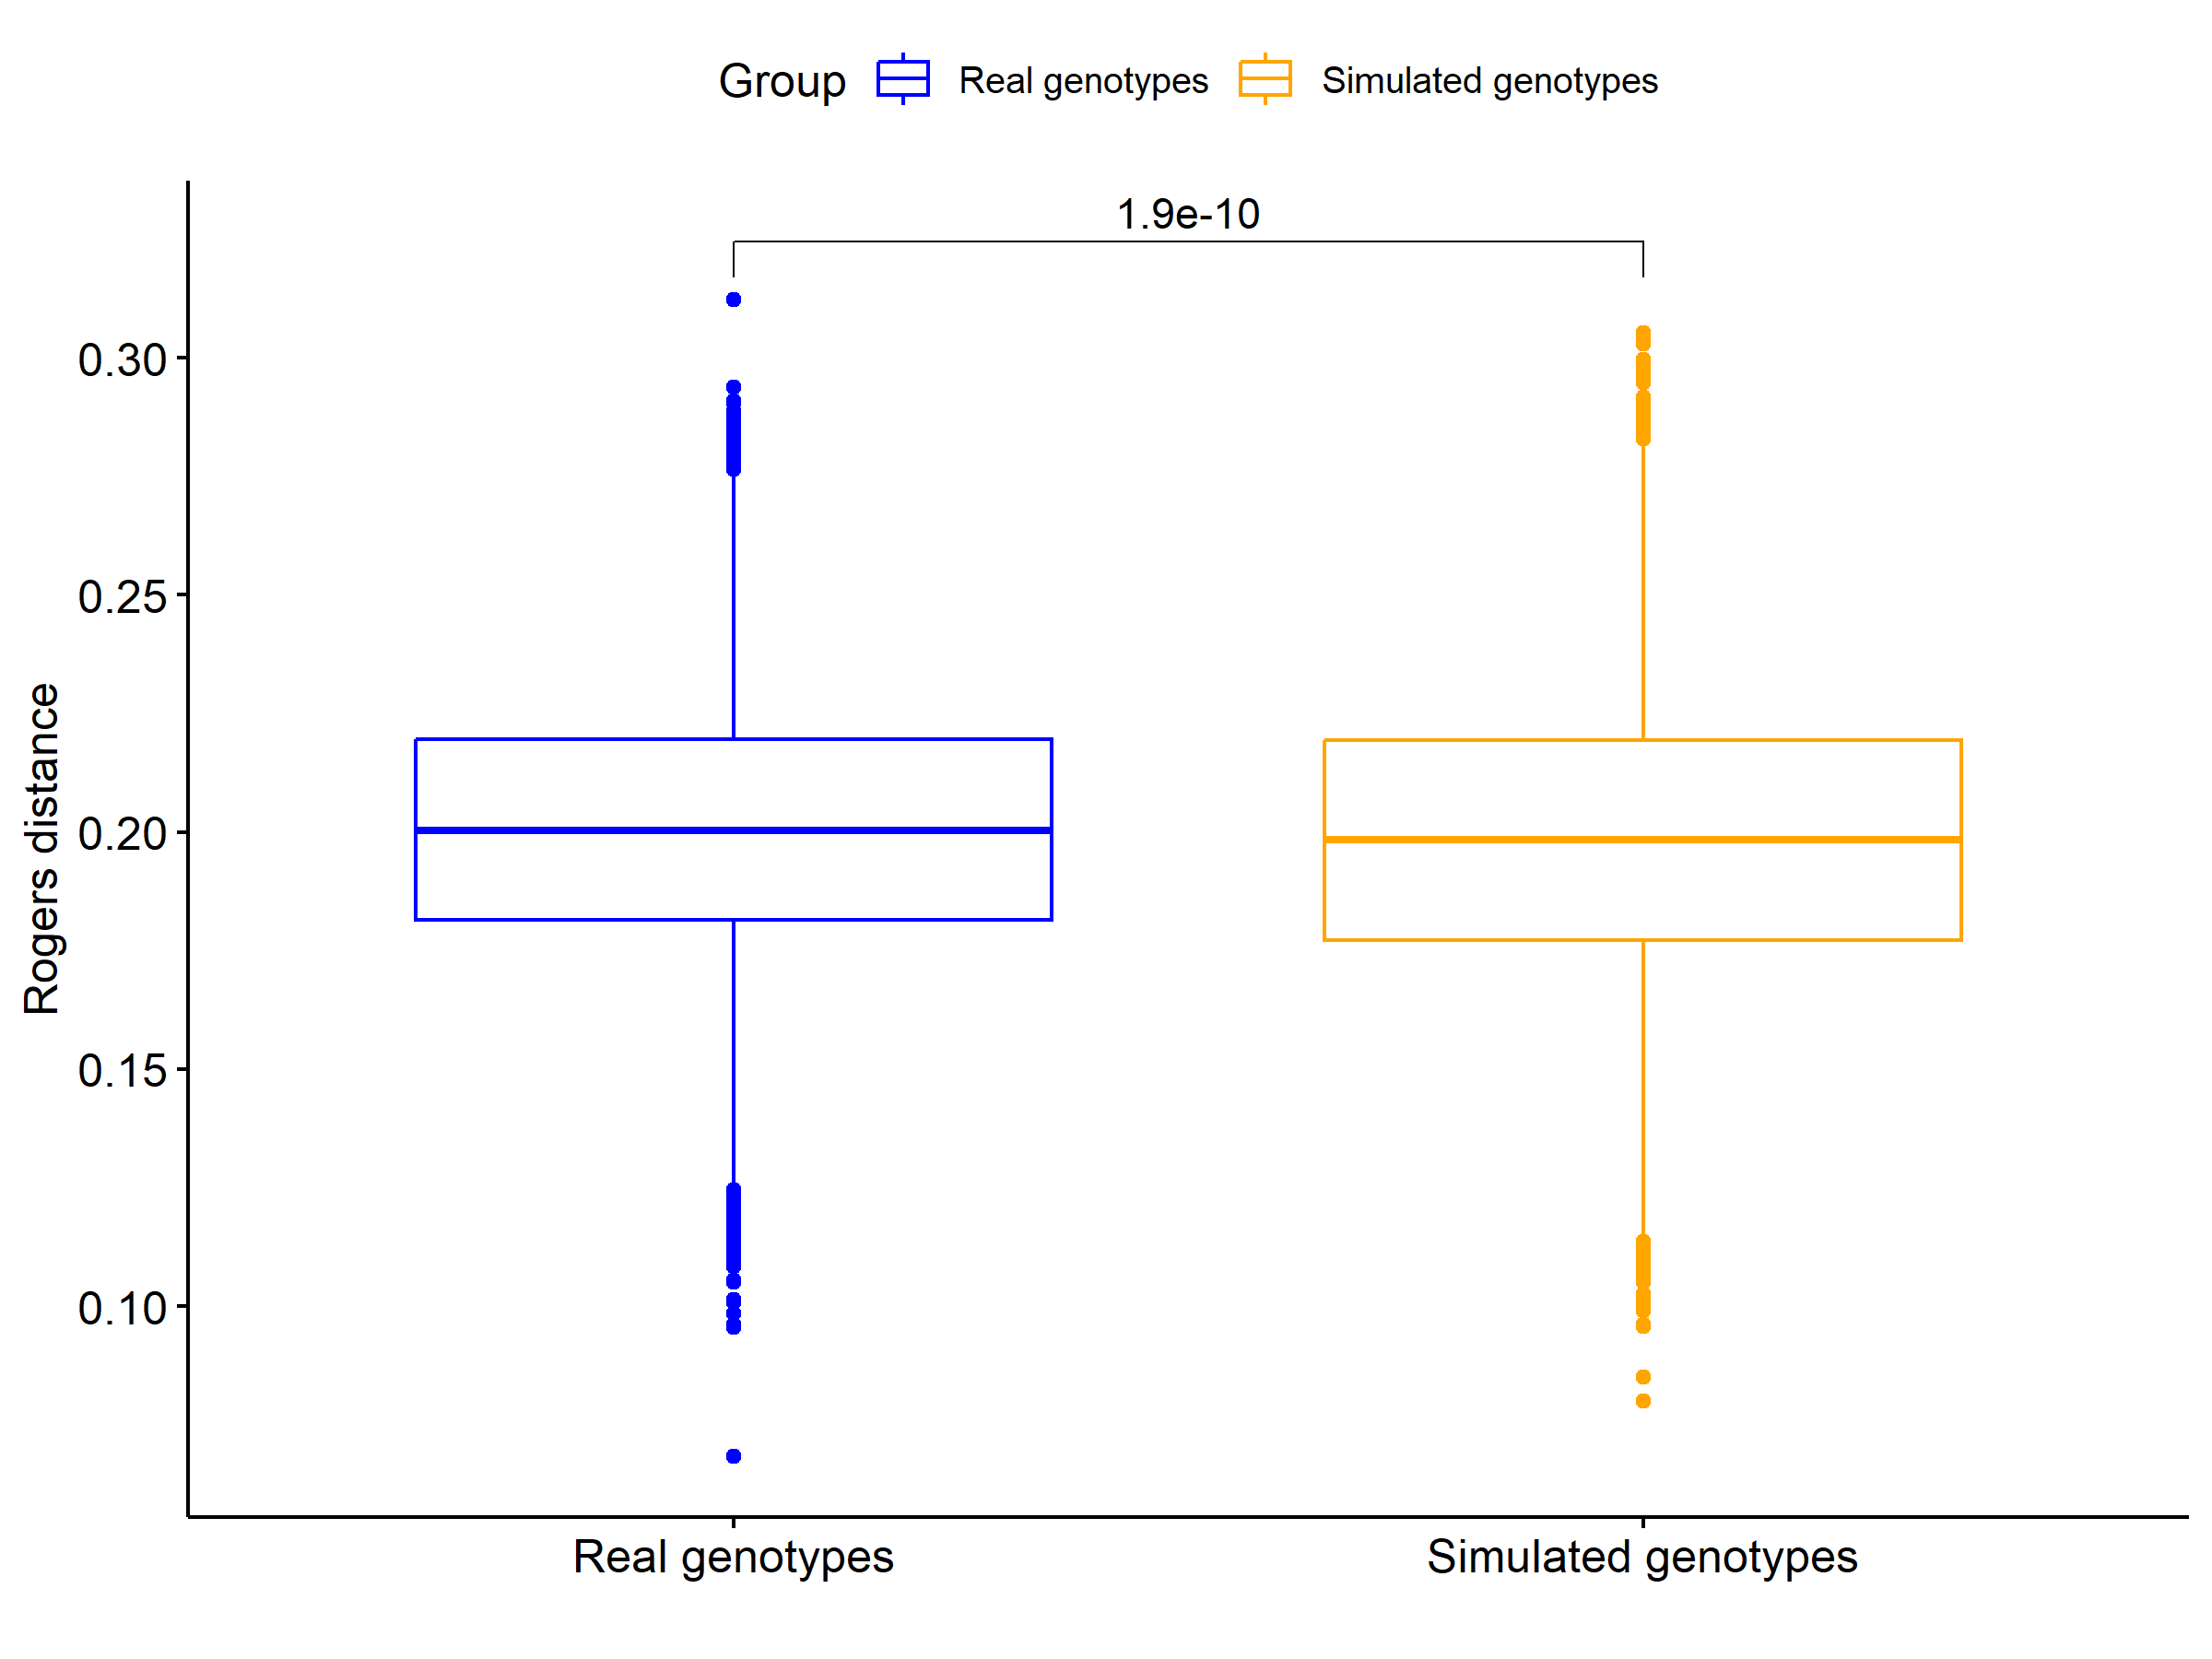 Group Real genotypes Simulated genotypes
1.9e-10
0.30
0.25
0.20
0.15
0.10
Rogers distance
Real genotypes Simulated genotypes